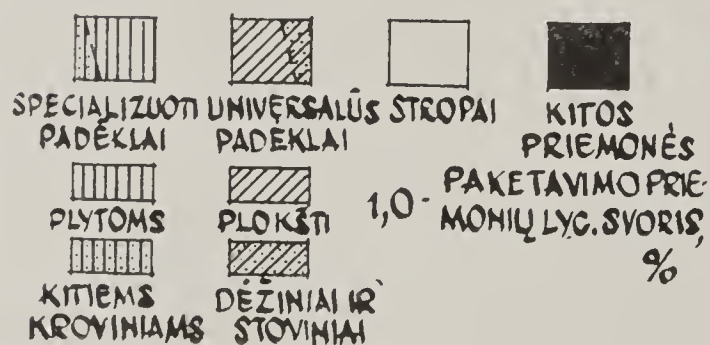 SPECIALIZUOTI
PADĖKLAI
UNIVERSALŪS
PADĖKLAI
STROPAI
KITOS
PRIEMONĖS
PLYTOMS
PLOKŠTI
1,0 - PAKETAVIMO PRIE-
MONIŲ LYG. SVORIS,
%
KITIEMS
KROVINIAMS
DĖŽINIAI IR
STOVINIAI